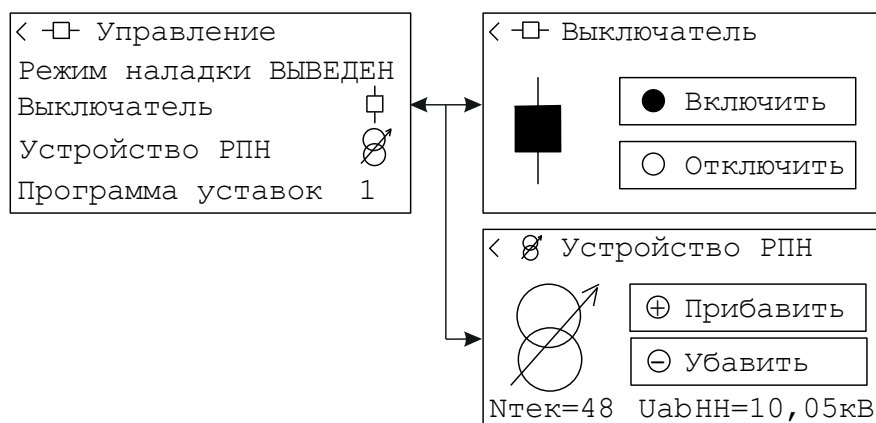 < Управление
Режим наладки ВЫВЕДЕН
Выключатель
Устройство РПН
Программа уставок 1
< Выключатель
Включить
Отключить
< Устройство РПН
Прибавить
Убавить
Nтек=48 UabНН=10,05кВ